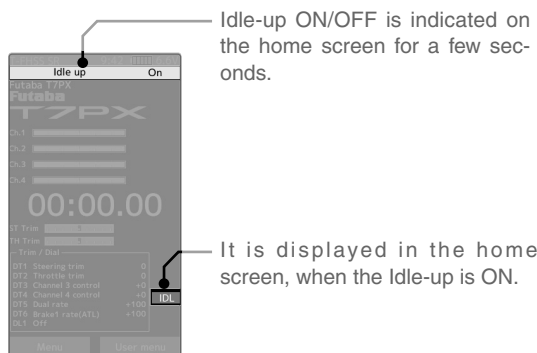 Idle-up ON/OFF is indicated on
the home screen for a few sec-
onds.
Idle up On
Futaba T7PX
Futaba
T7PX
Ch.1
Ch.2
Ch.3
Ch.4
00:00.00
ST Trim
TH Trim
Trim / Dial
DT1 Steering trim 0
DT2 Throttle trim 0
DT3 Channel 3 control +0
DT4 Channel 4 control +0
DT5 Dual rate +100
DT6 Brake1 rate(ATL) +100
DL1 Off
IDL
Menu User menu
It is displayed in the home
screen, when the Idle-up is ON.